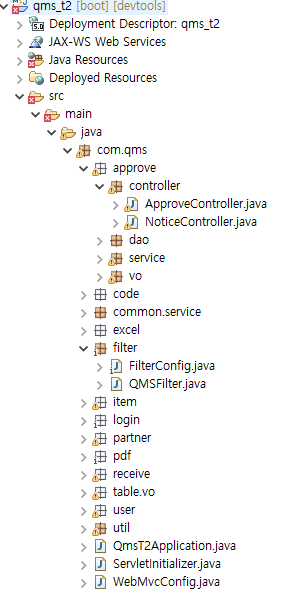 qms_t2 [boot] [devtools]
Deployment Descriptor: qms_t2
JAX-WS Web Services
Java Resources
Deployed Resources
src
main
java
com.qms
approve
controller
ApproveController.java
NoticeController.java
dao
service
vo
code
common.service
excel
filter
FilterConfig.java
QMSFilter.java
item
login
partner
pdf
receive
table.vo
user
util
QmsT2Application.java
ServletInitializer.java
WebMvcConfig.java